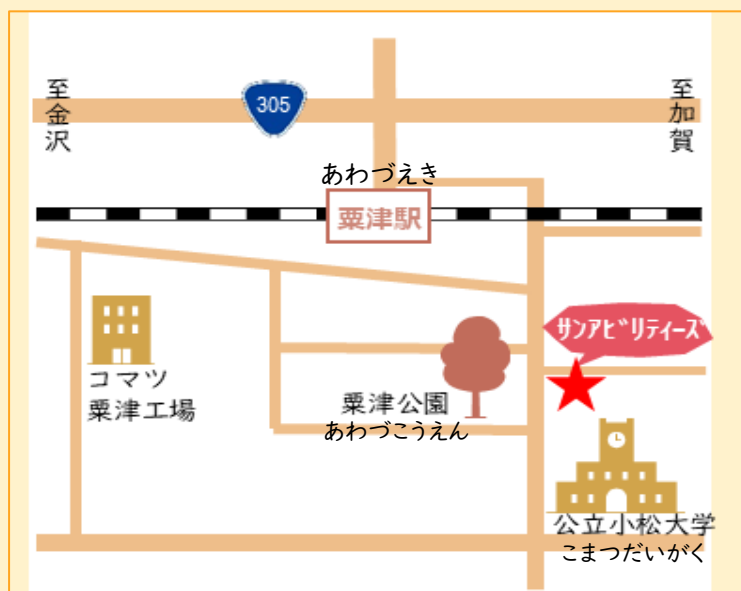 至金沢
305
至加賀
あわづえき
粟津駅
サンアビリティーズ
コマツ
粟津工場
粟津公園
あわづこうえん
公立小松大学
こまつだいがく